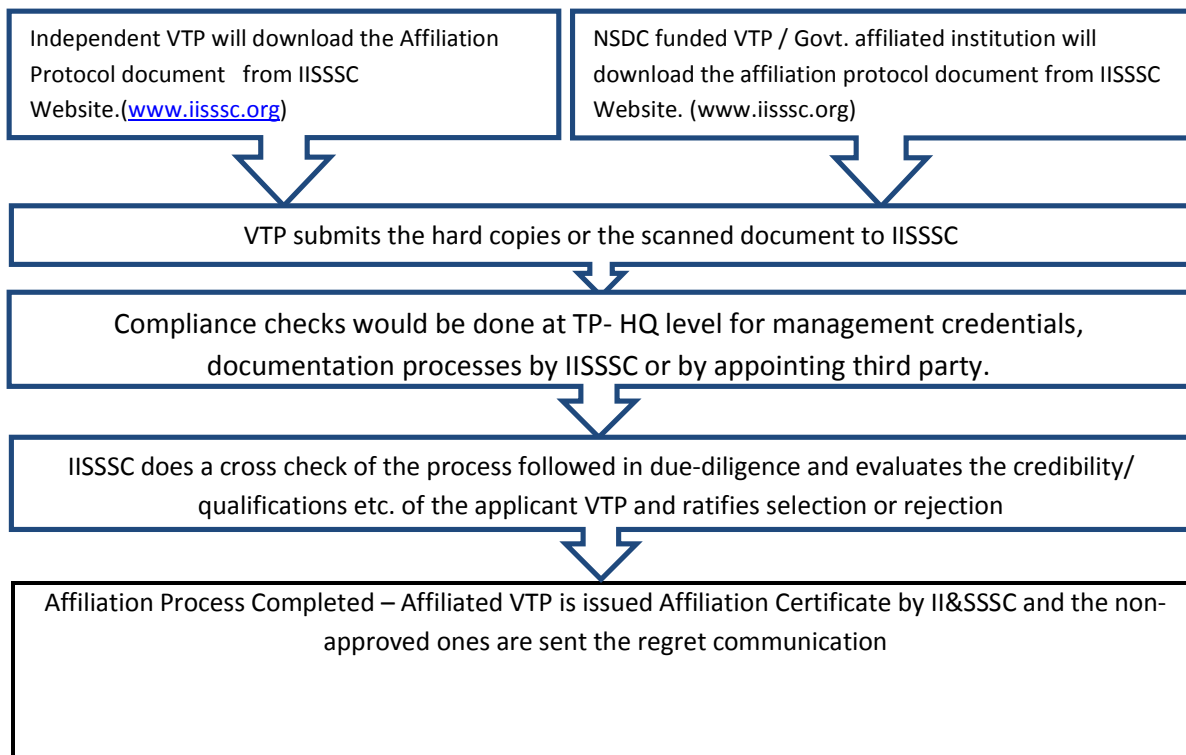 Independent VTP will download the Affiliation
Protocol document from IISSSC
Website.(www.iisssc.org)
NSDC funded VTP / Govt. affiliated institution will
download the affiliation protocol document from IISSSC
Website. (www.iisssc.org)
VTP submits the hard copies or the scanned document to IISSSC
Compliance checks would be done at TP- HQ level for management credentials,
documentation processes by IISSSC or by appointing third party.
IISSSC does a cross check of the process followed in due-diligence and evaluates the credibility/
qualifications etc. of the applicant VTP and ratifies selection or rejection
Affiliation Process Completed – Affiliated VTP is issued Affiliation Certificate by II&SSSC and the non-
approved ones are sent the regret communication